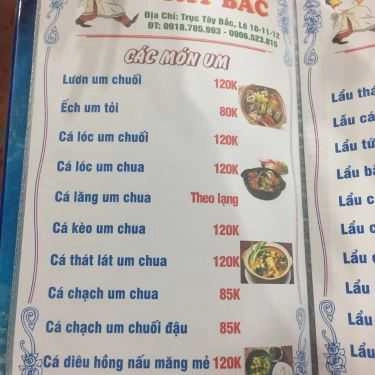 BẮC
Địa Chỉ: Trục Tây Bắc, Lô 10-11-12
ĐT: 0918.785.993 - 0906.523.815
CÁC MÓN UM
Lươn um chuối 120K
Ếch um tỏi 80K
Cá lóc um chuối 120K
Cá lóc um chua 120K
Cá lăng um chua Theo lạng
Cá kèo um chua 120K
Cá thát lát um chua 120K
Cá chạch um chua 85K
Cá chạch um chuối đậu 85K
Cá diêu hồng nấu măng mẻ 120K
Lẩu
Lẩu cá
Lẩu
Lẩu
Lẩu
Lẩu
Lẩu
Lẩu
Lẩu
Lẩu